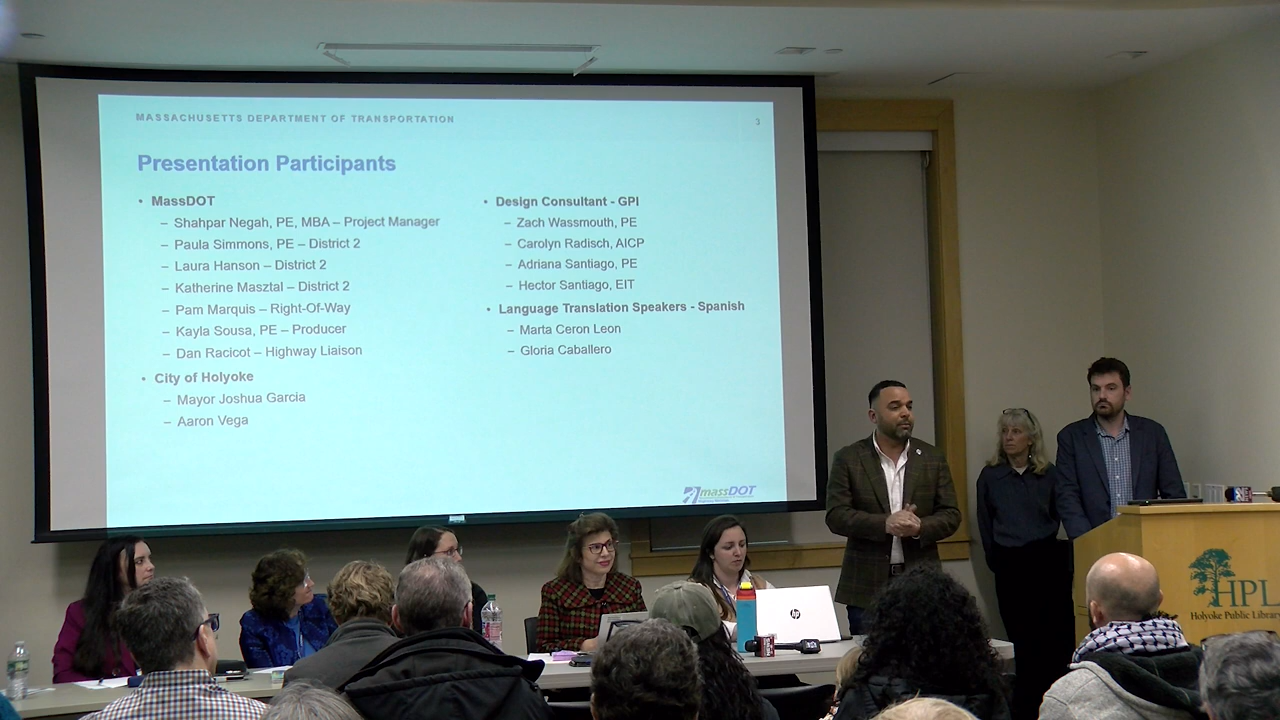 MASSACHUSETTS DEPARTMENT OF TRANSPORTATION
3
Presentation Participants
• MassDOT
– Shahpar Negah, PE, MBA – Project Manager
– Paula Simmons, PE – District 2
– Laura Hanson – District 2
– Katherine Masztal – District 2
– Pam Marquis – Right-Of-Way
– Kayla Sousa, PE – Producer
– Dan Racicot – Highway Liaison
• City of Holyoke
– Mayor Joshua Garcia
– Aaron Vega
• Design Consultant - GPI
– Zach Wassmouth, PE
– Carolyn Radisch, AICP
– Adriana Santiago, PE
– Hector Santiago, EIT
• Language Translation Speakers - Spanish
– Marta Ceron Leon
– Gloria Caballero
massDOT
hp
HPL
Holyoke Public Library